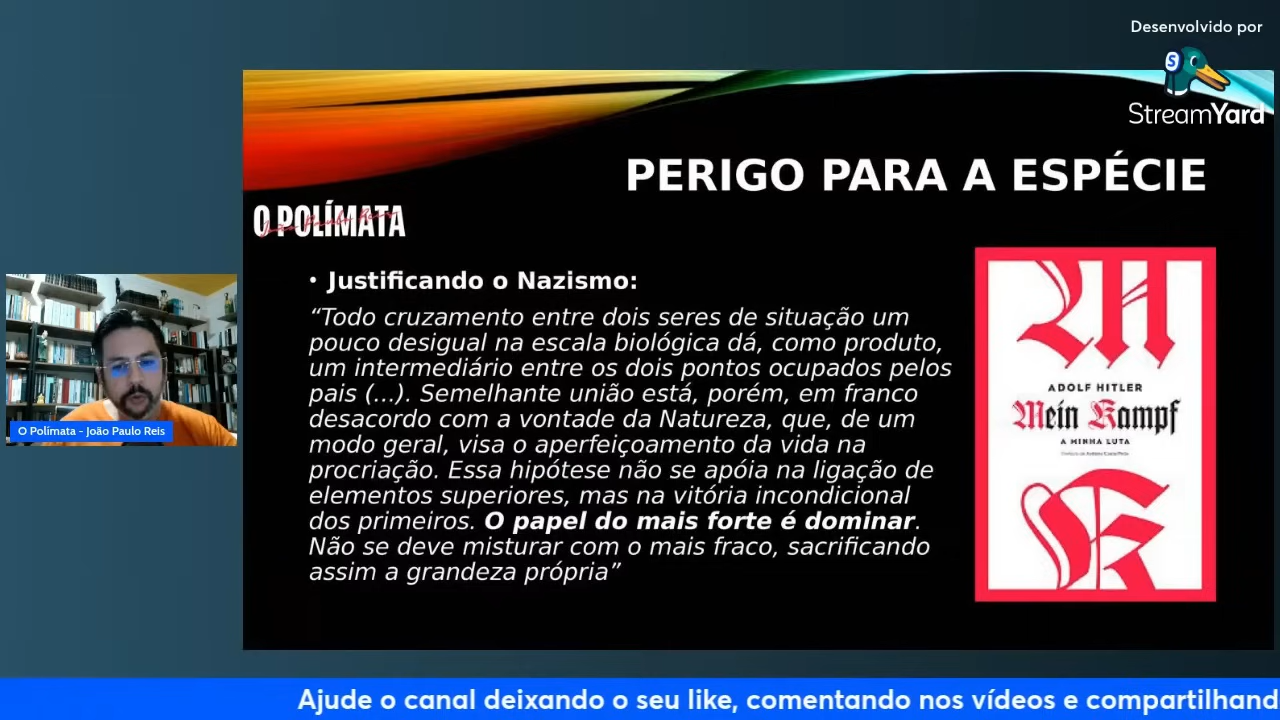 Desenvolvido por
StreamYard
PERIGO PARA A ESPÉCIE
O POLÍMATA
João Paulo Reis
• Justificando o Nazismo:
“Todo cruzamento entre dois seres de situação um
pouco desigual na escala biológica dá, como produto,
um intermediário entre os dois pontos ocupados pelos
pais (...). Semelhante união está, porém, em franco
desacordo com a vontade da Natureza, que, de um
modo geral, visa o aperfeiçoamento da vida na
procriação. Essa hipótese não se apóia na ligação de
elementos superiores, mas na vitória incondicional
dos primeiros. O papel do mais forte é dominar.
Não se deve misturar com o mais fraco, sacrificando
assim a grandeza própria”
ADOLF HITLER
Mein Kampf
A MINHA LUTA
O Polímata - João Paulo Reis
Ajude o canal deixando o seu like, comentando nos vídeos e compartilhand